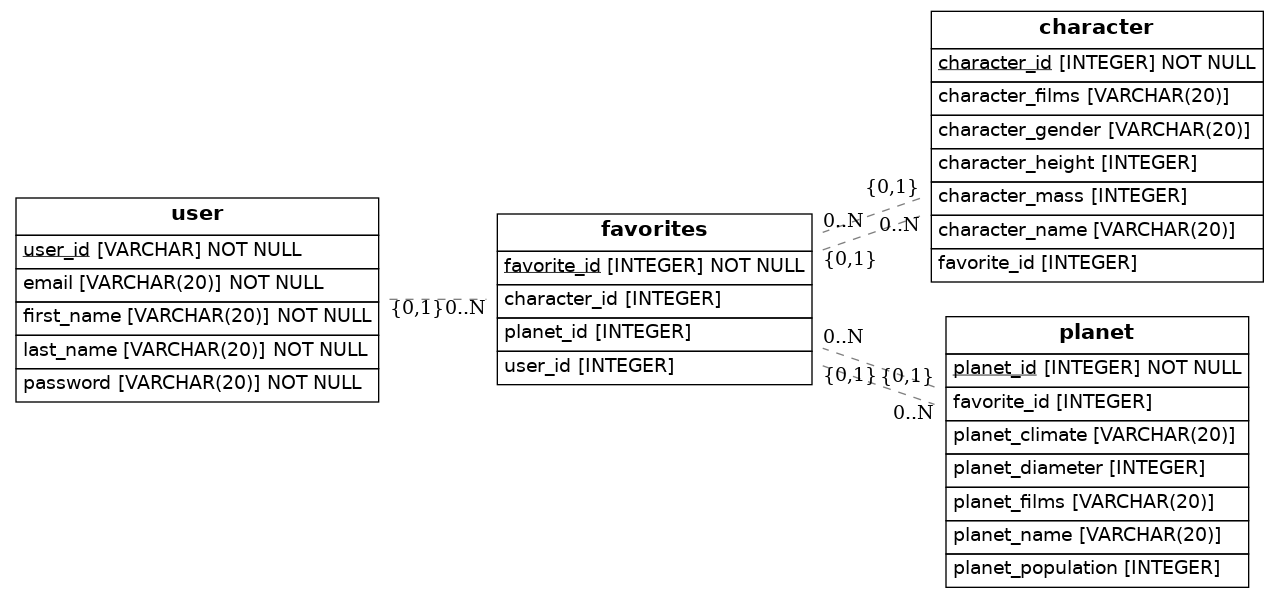 user
user_id [VARCHAR] NOT NULL
email [VARCHAR(20)] NOT NULL
first_name [VARCHAR(20)] NOT NULL
last_name [VARCHAR(20)] NOT NULL
password [VARCHAR(20)] NOT NULL
{0,1}
0..N
favorites
favorite_id [INTEGER] NOT NULL
character_id [INTEGER]
planet_id [INTEGER]
user_id [INTEGER]
{0,1}
0..N
0..N
{0,1}
0..N
{0,1}
{0,1}
0..N
character
character_id [INTEGER] NOT NULL
character_films [VARCHAR(20)]
character_gender [VARCHAR(20)]
character_height [INTEGER]
character_mass [INTEGER]
character_name [VARCHAR(20)]
favorite_id [INTEGER]
planet
planet_id [INTEGER] NOT NULL
favorite_id [INTEGER]
planet_climate [VARCHAR(20)]
planet_diameter [INTEGER]
planet_films [VARCHAR(20)]
planet_name [VARCHAR(20)]
planet_population [INTEGER]